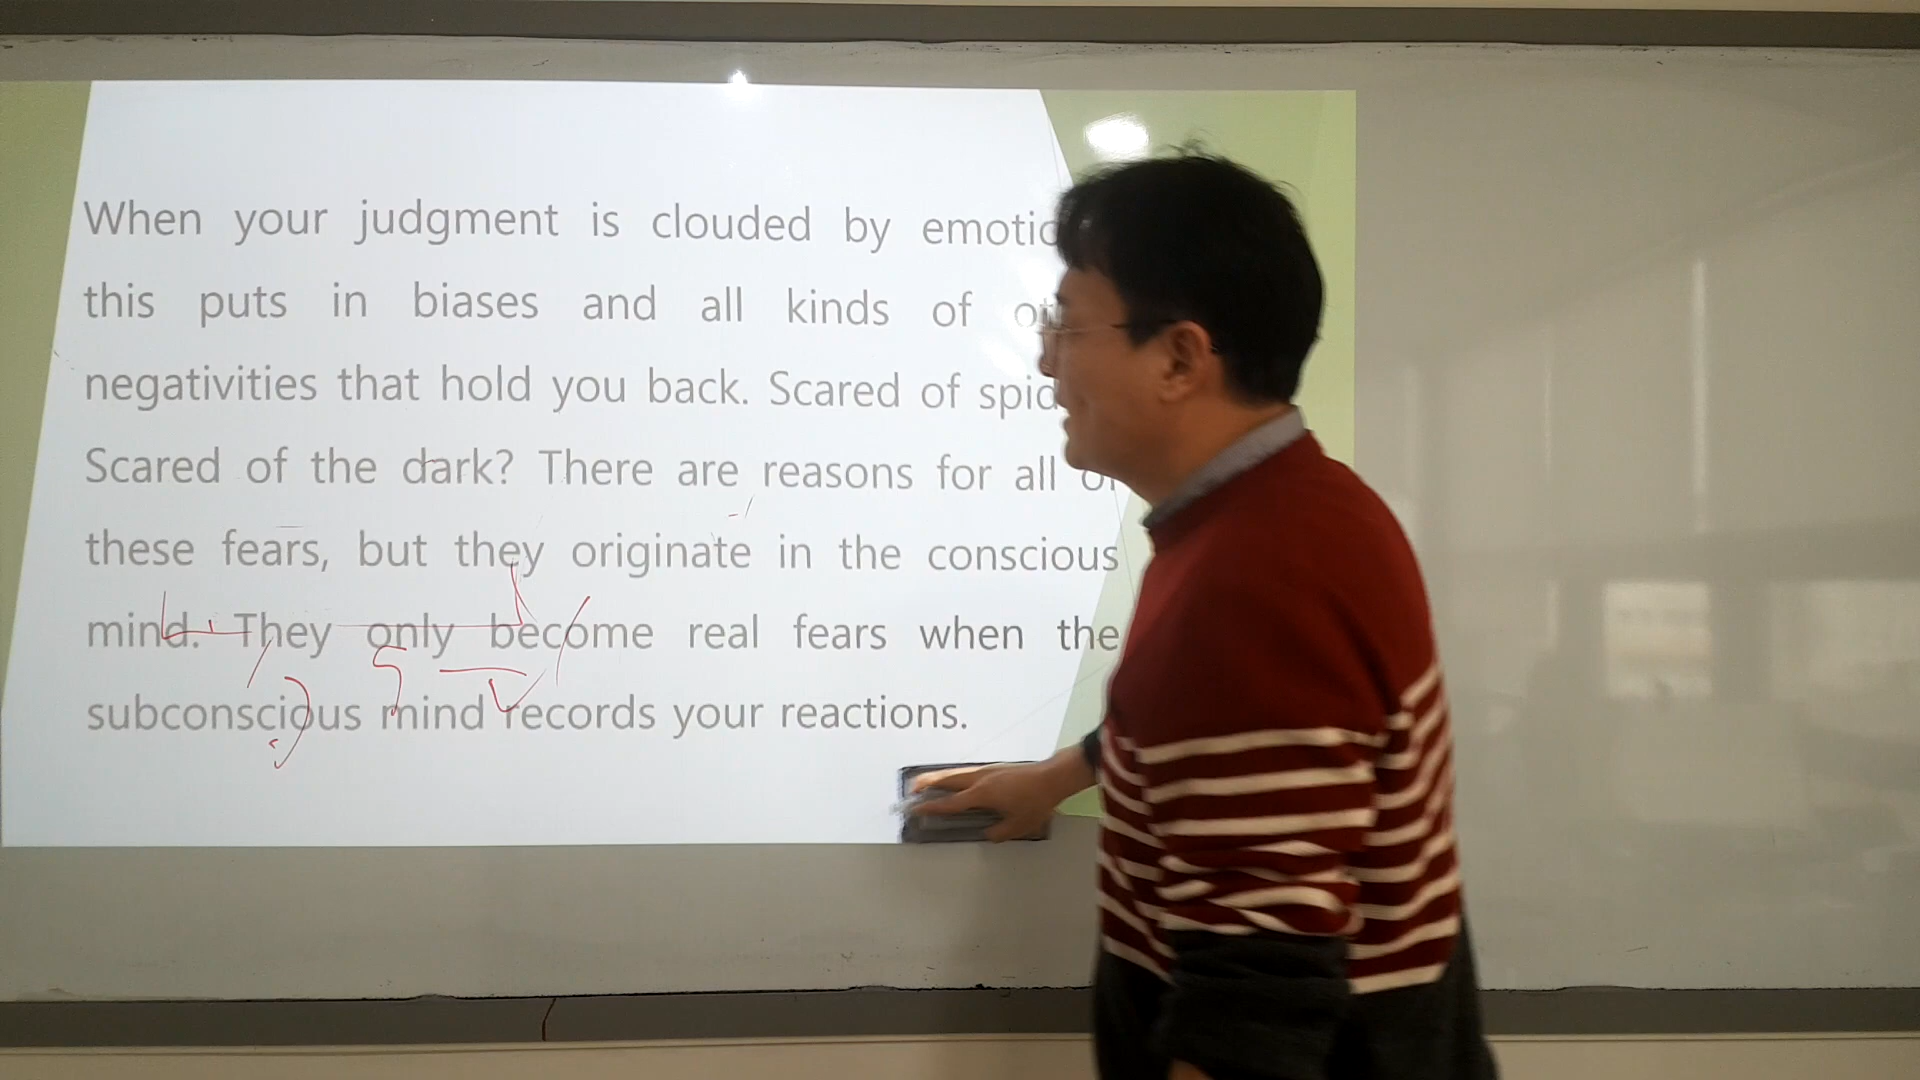 When your judgment is clouded by
this puts in biases and all kinds of
negativities that hold you back. Scared of
Scared of the dark? There are reasons for all of
these fears, but they originate in the conscious
mind. They only become real fears when the
subconscious mind records your reactions.